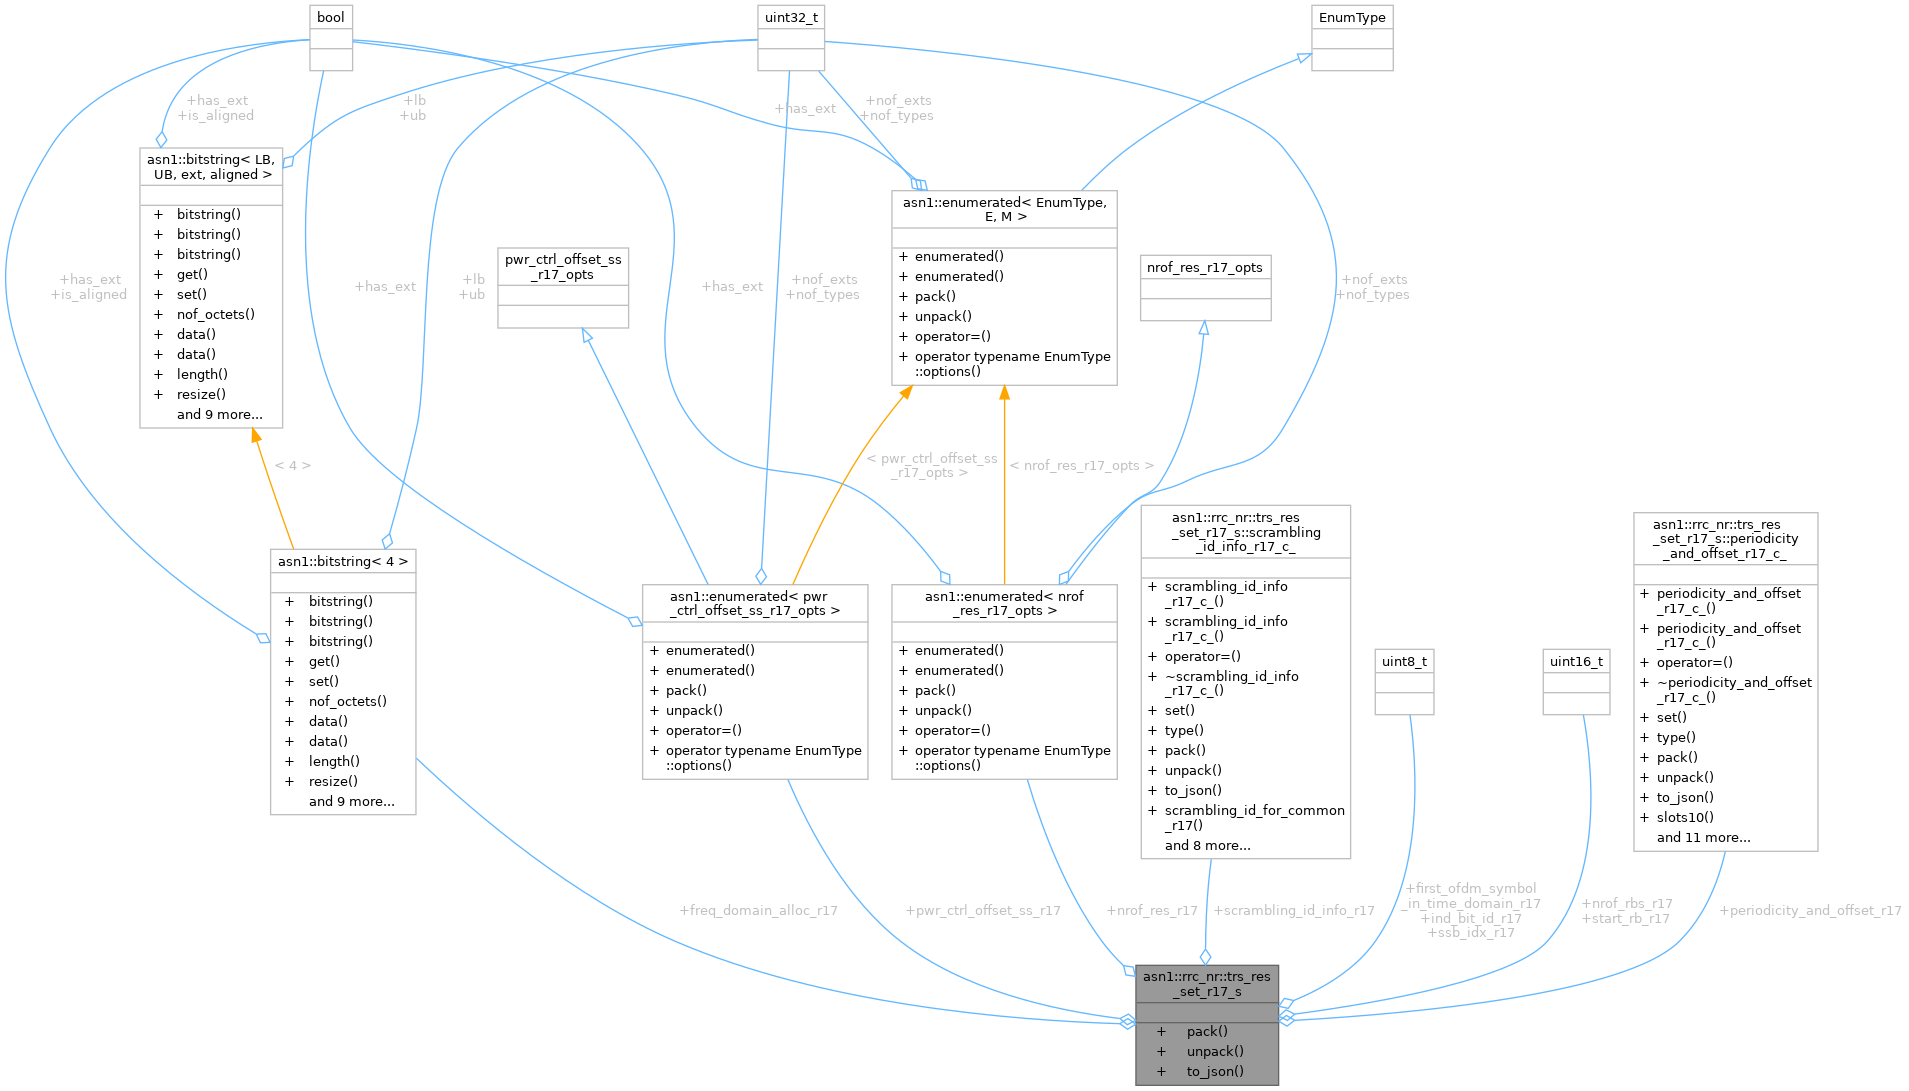 bool
uint32_t
EnumType
+has_ext
+is_aligned
+lb
+ub
+has_ext
+nof_exts
+nof_types
asn1::bitstring< LB,
UB, ext, aligned >
+ bitstring()
+ bitstring()
+ bitstring()
+ get()
+ set()
+ nof_octets()
+ data()
+ data()
+ length()
+ resize()
and 9 more...
asn1::enumerated< EnumType,
E, M >
+ enumerated()
+ enumerated()
+ pack()
+ unpack()
+ operator=()
+ operator typename EnumType
::options()
pwr_ctrl_offset_ss
_r17_opts
nrof_res_r17_opts
+has_ext
+is_aligned
+has_ext
+lb
+ub
+has_ext
+nof_exts
+nof_types
+nof_exts
+nof_types
< 4 >
< pwr_ctrl_offset_ss
_r17_opts >
< nrof_res_r17_opts >
asn1::bitstring< 4 >
+ bitstring()
+ bitstring()
+ bitstring()
+ get()
+ set()
+ nof_octets()
+ data()
+ data()
+ length()
+ resize()
and 9 more...
asn1::enumerated< pwr
_ctrl_offset_ss_r17_opts >
+ enumerated()
+ enumerated()
+ pack()
+ unpack()
+ operator=()
+ operator typename EnumType
::options()
asn1::enumerated< nrof
_res_r17_opts >
+ enumerated()
+ enumerated()
+ pack()
+ unpack()
+ operator=()
+ operator typename EnumType
::options()
asn1::rrc_nr::trs_res
_set_r17_s::scrambling
_id_info_r17_c_
+ scrambling_id_info
_r17_c_()
+ scrambling_id_info
_r17_c_()
+ operator=()
+ ~scrambling_id_info
_r17_c_()
+ set()
+ type()
+ pack()
+ unpack()
+ to_json()
+ scrambling_id_for_common
_r17()
and 8 more...
uint8_t
uint16_t
asn1::rrc_nr::trs_res
_set_r17_s::periodicity
_and_offset_r17_c_
+ periodicity_and_offset
_r17_c_()
+ periodicity_and_offset
_r17_c_()
+ operator=()
+ ~periodicity_and_offset
_r17_c_()
+ set()
+ type()
+ pack()
+ unpack()
+ to_json()
+ slots10()
and 11 more...
+freq_domain_alloc_r17
+pwr_ctrl_offset_ss_r17
+nrof_res_r17
+scrambling_id_info_r17
+first_ofdm_symbol
_in_time_domain_r17
+ind_bit_id_r17
+ssb_idx_r17
+nrof_rbs_r17
+start_rb_r17
+periodicity_and_offset_r17
asn1::rrc_nr::trs_res
_set_r17_s
+ pack()
+ unpack()
+ to_json()